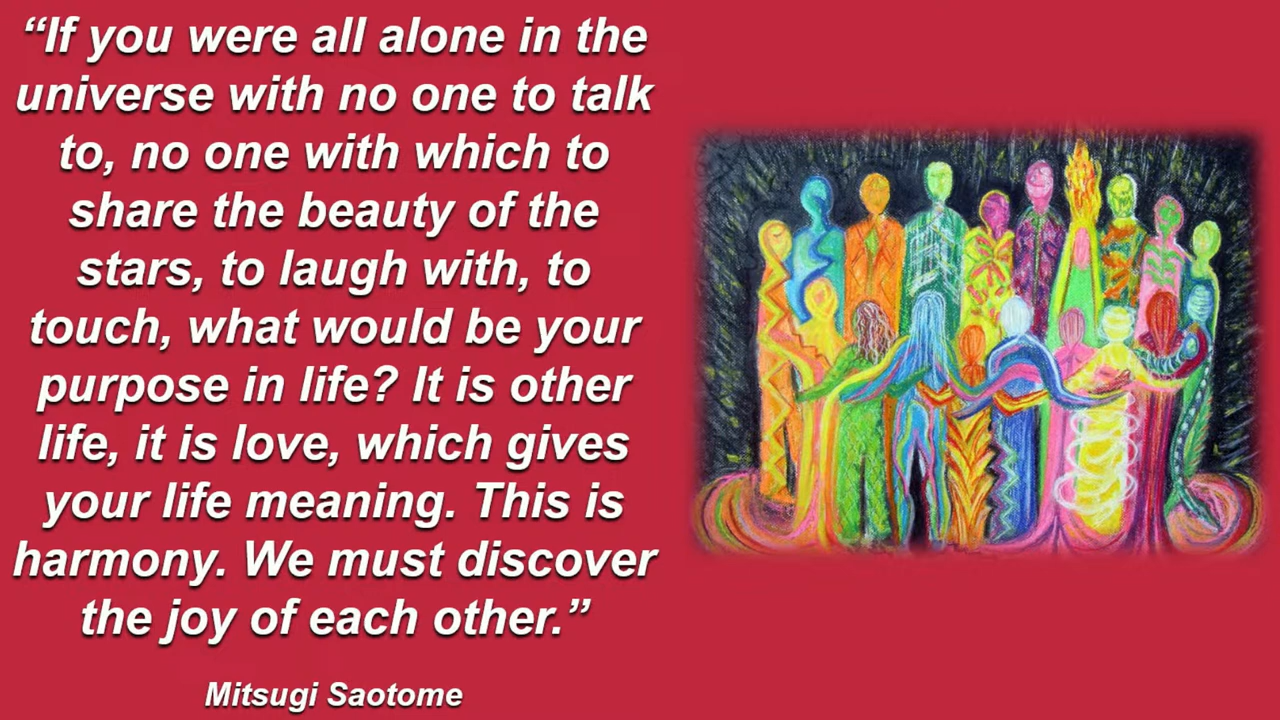 “If you were all alone in the
universe with no one to talk
to, no one with which to
share the beauty of the
stars, to laugh with, to
touch, what would be your
purpose in life? It is other
life, it is love, which gives
your life meaning. This is
harmony. We must discover
the joy of each other.”
Mitsugi Saotome